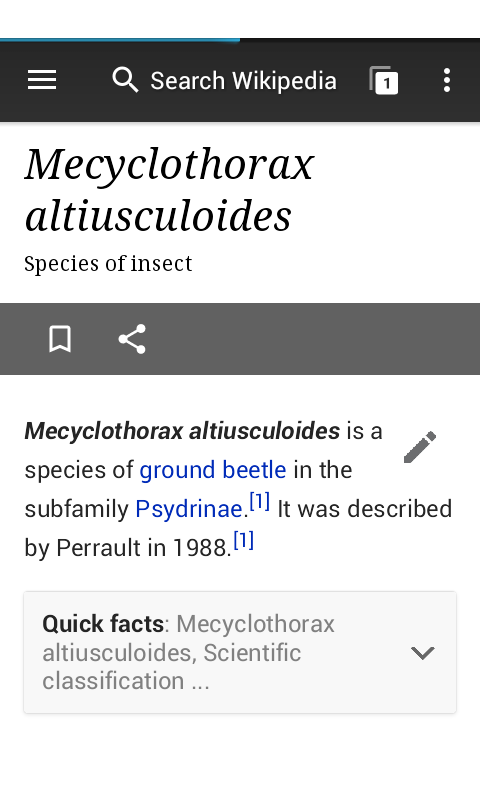 Search Wikipedia
1
Mecyclothorax
altiusculoides
Species of insect
Mecyclothorax altiusculoides is a
species of ground beetle in the
subfamily Psydrinae.[1] It was described
by Perrault in 1988.[1]
Quick facts: Mecyclothorax
altiusculoides, Scientific
classification ...